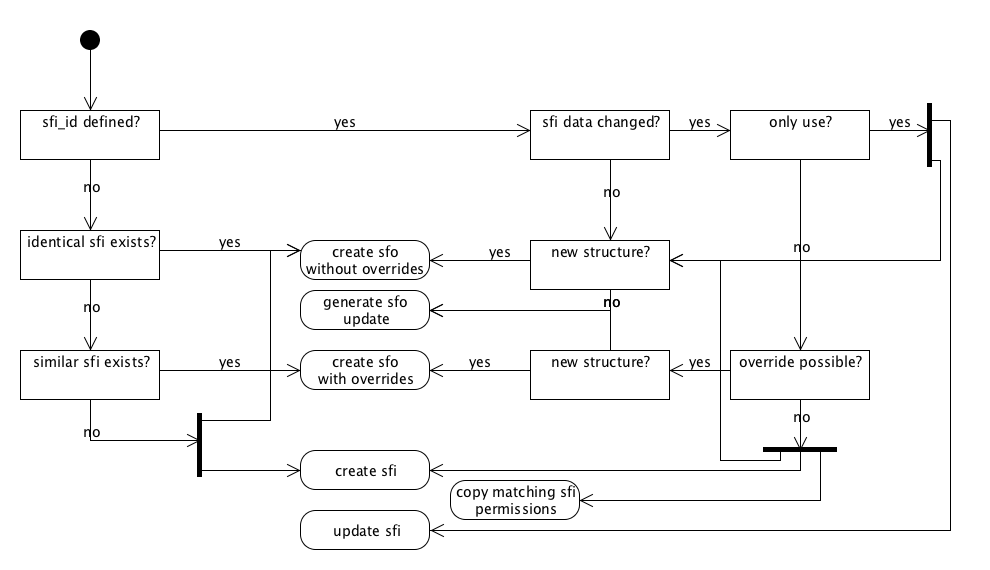 sfi_id defined?
yes
sfi data changed?
yes
only use?
yes
no
no
identical sfi exists?
yes
create sfo
without overrides
yes
new structure?
no
generate sfo
update
no
no
similar sfi exists?
yes
create sfo
with overrides
yes
new structure?
yes
override possible?
no
no
create sfi
copy matching sfi
permissions
update sfi